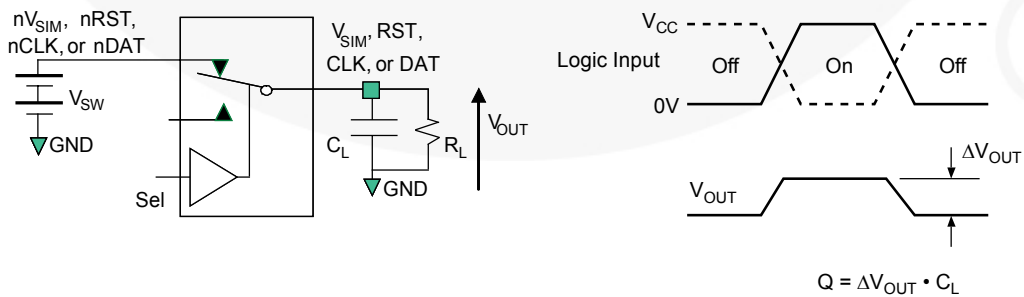 nV_SIM, nRST,
nCLK, or nDAT
V_SW
GND
Sel
V_SIM, RST,
CLK, or DAT
C_L
R_L
GND
V_OUT
V_CC
Logic Input
Off
On
Off
0V
V_OUT
ΔV_OUT
Q = ΔV_OUT • C_L